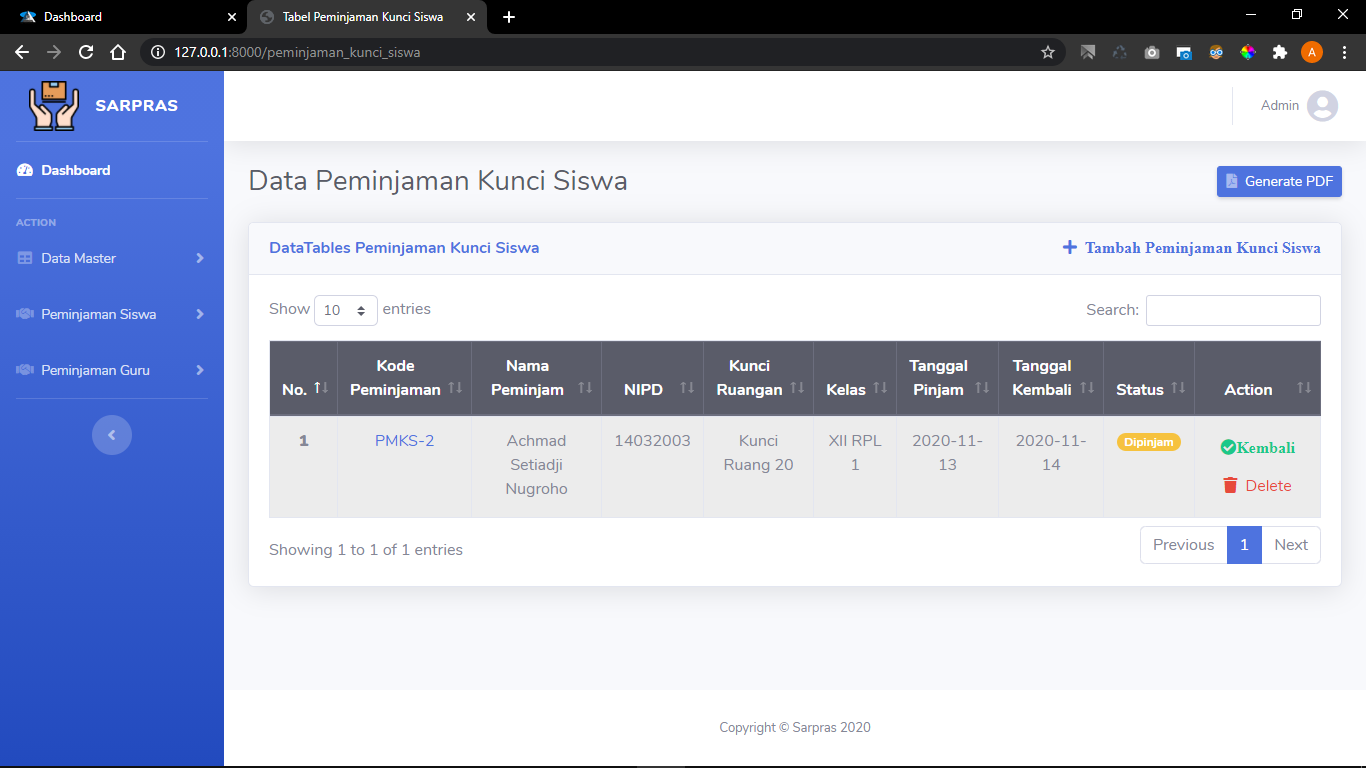 Dashboard
Tabel Peminjaman Kunci Siswa
127.0.0.1:8000/peminjaman_kunci_siswa
A
SARPRAS
Admin
Dashboard
ACTION
Data Master
Peminjaman Siswa
Peminjaman Guru
Data Peminjaman Kunci Siswa
Generate PDF
DataTables Peminjaman Kunci Siswa
Tambah Peminjaman Kunci Siswa
Show 10 entries
Search:
No.
Kode
Peminjaman
Nama
Peminjam
NIPD
Kunci
Ruangan
Kelas
Tanggal
Pinjam
Tanggal
Kembali
Status
Action
1
PMKS-2
Achmad
Setiadji
Nugroho
14032003
Kunci
Ruang 20
XII RPL
1
2020-11-
13
2020-11-
14
Dipinjam
Kembali
Delete
Showing 1 to 1 of 1 entries
Previous 1 Next
Copyright © Sarpras 2020